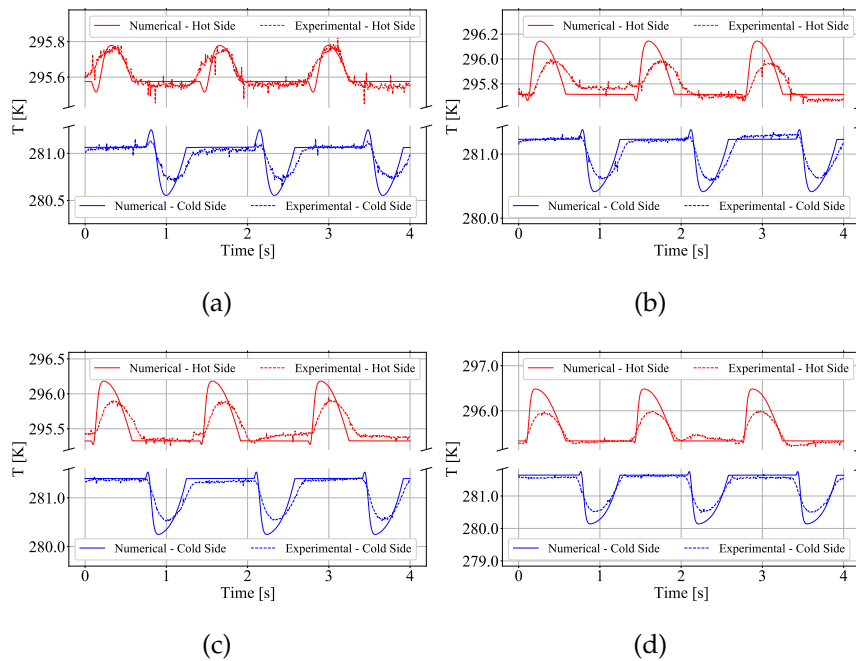 Numerical - Hot Side Experimental - Hot Side
295.8
295.6
T [K]
281.0
280.5
Numerical - Cold Side Experimental - Cold Side
0 1 2 3 4
Time [s]
(a)
Numerical - Hot Side Experimental - Hot Side
296.2
296.0
295.8
T [K]
281.0
280.0
Numerical - Cold Side Experimental - Cold Side
0 1 2 3 4
Time [s]
(b)
296.5
Numerical - Hot Side Experimental - Hot Side
296.0
295.5
T [K]
281.0
280.0
Numerical - Cold Side Experimental - Cold Side
0 1 2 3 4
Time [s]
(c)
297.0
Numerical - Hot Side Experimental - Hot Side
296.0
T [K]
281.0
280.0
Numerical - Cold Side Experimental - Cold Side
279.0
0 1 2 3 4
Time [s]
(d)